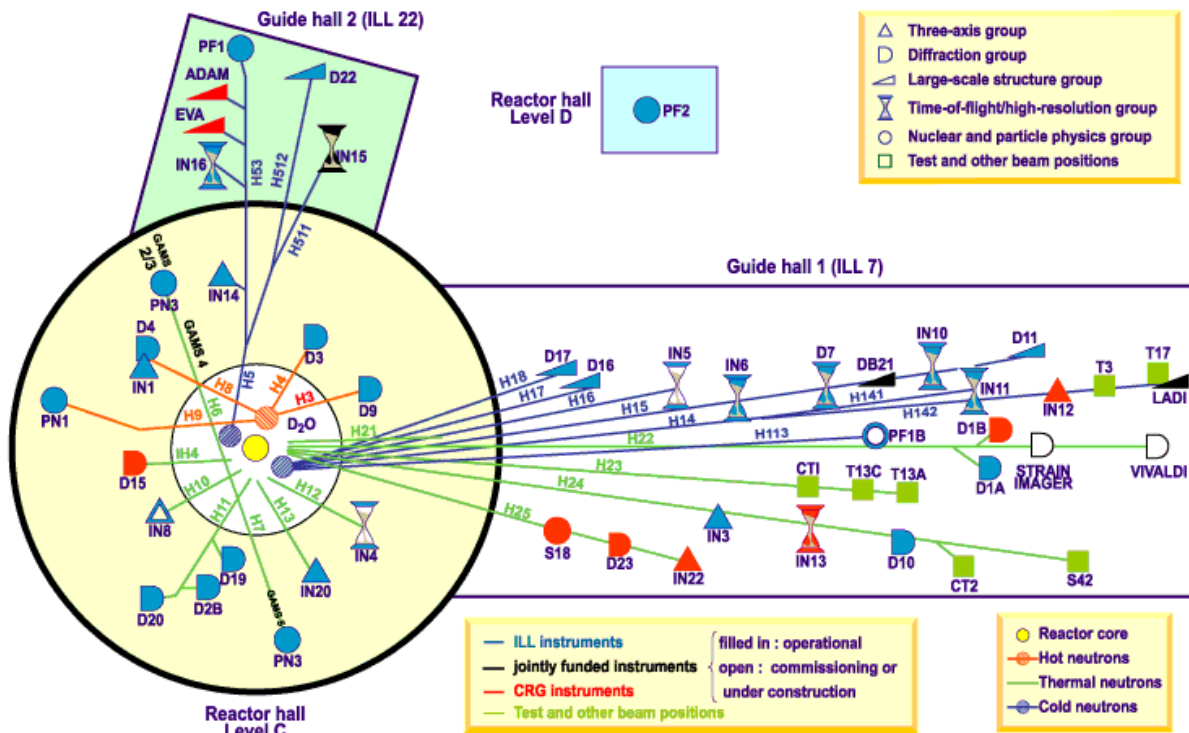 Guide hall 2 (ILL 22)
PF1
ADAM
D22
EVA
IN16
IN15
H53
H512
H511
Reactor hall
Level D
PF2
Three-axis group
Diffraction group
Large-scale structure group
Time-of-flight/high-resolution group
Nuclear and particle physics group
Test and other beam positions
GAMS
2/3
PN3
IN14
GAMS 4
D4
IN1
D3
H8
H5
H4
H3
D9
PN1
H9
H6
D2O
H21
D15
IH4
H10
H11
H7
H13
H12
IN8
IN4
D19
D2B
D20
IN20
GAMS 5
PN3
Reactor hall
Level C
Guide hall 1 (ILL 7)
D17
D16
IN5
IN6
D7
DB21
IN10
D11
IN11
IN12
T3
T17
LADI
H18
H17
H16
H15
H14
H141
H142
H113
PF1B
D1B
H22
D1A
STRAIN
IMAGER
VIVALDI
H23
CTI
T13C
T13A
H24
H25
S18
D23
IN22
IN3
IN13
D10
CT2
S42
ILL instruments
jointly funded instruments
CRG instruments
Test and other beam positions
filled in : operational
open : commissioning or
under construction
Reactor core
Hot neutrons
Thermal neutrons
Cold neutrons